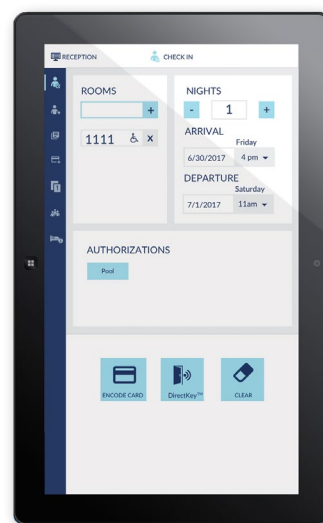 RECEPTION
CHECK IN
ROOMS
+
1111 x
NIGHTS
- 1 +
ARRIVAL
Friday
6/30/2017 4 pm
DEPARTURE
Saturday
7/1/2017 11am
AUTHORIZATIONS
Pool
ENCODE CARD
DirectKey™
CLEAR